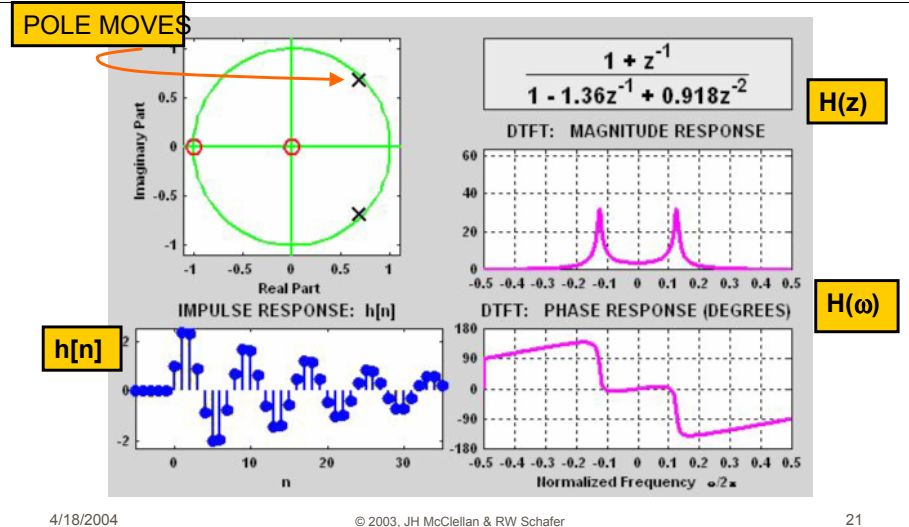 POLE MOVES
1
0.5
0
-0.5
-1
Imaginary Part
-1 -0.5 0 0.5 1
Real Part
1 + z^-1
1 - 1.36z^-1 + 0.918z^-2
H(z)
DTFT: MAGNITUDE RESPONSE
60
40
20
0
-0.5 -0.4 -0.3 -0.2 -0.1 0 0.1 0.2 0.3 0.4 0.5
H(ω)
IMPULSE RESPONSE: h[n]
h[n]
2
0
-2
0 10 20 30
n
DTFT: PHASE RESPONSE (DEGREES)
180
90
0
-90
-180
-0.5 -0.4 -0.3 -0.2 -0.1 0 0.1 0.2 0.3 0.4 0.5
Normalized Frequency ω/2π
4/18/2004
© 2003, JH McClellan & RW Schafer
21